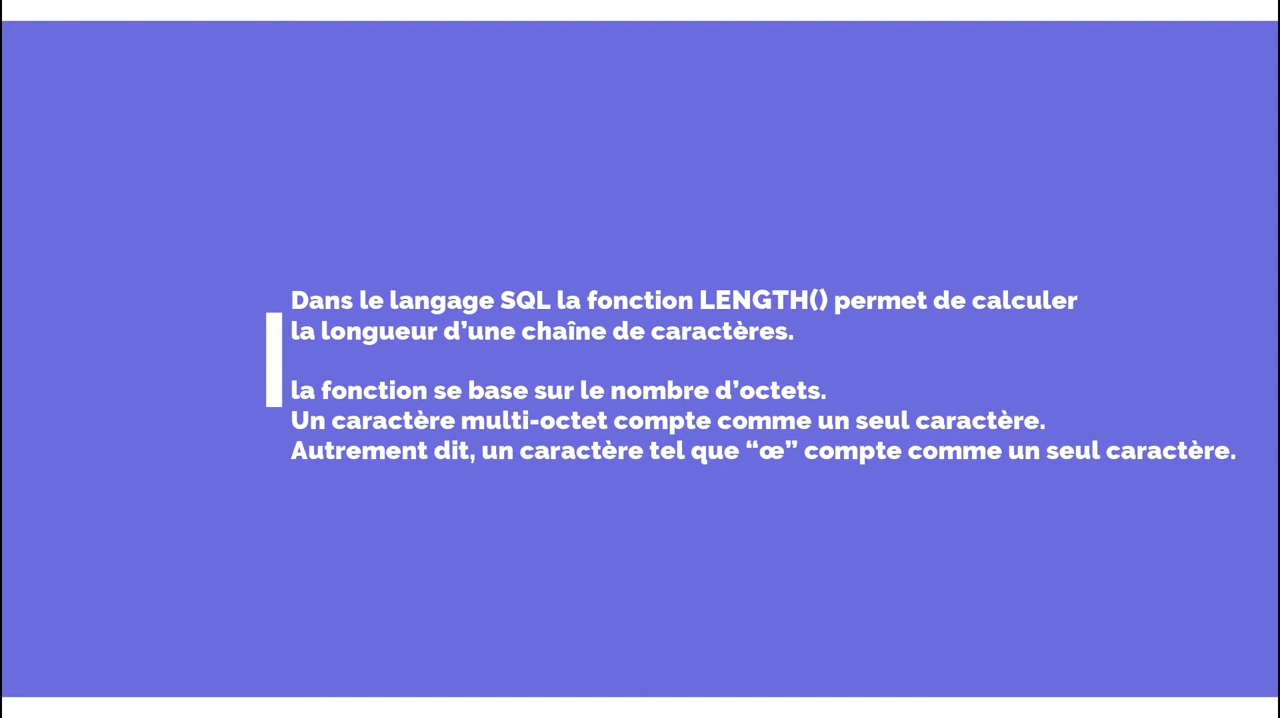 Dans le langage SQL la fonction LENGTH() permet de calculer
la longueur d’une chaîne de caractères.
la fonction se base sur le nombre d’octets.
Un caractère multi-octet compte comme un seul caractère.
Autrement dit, un caractère tel que “œ” compte comme un seul caractère.